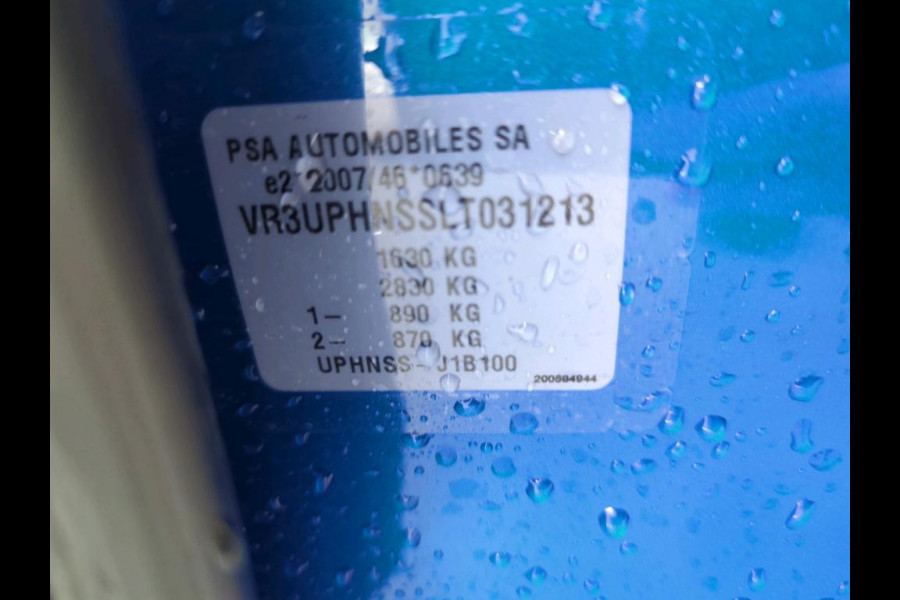 PSA AUTOMOBILES SA
e2*2007/46*0639
VR3UPHNSSLT031213
1630 KG
2830 KG
1- 890 KG
2- 870 KG
UPHNSS- J1B100
200684944